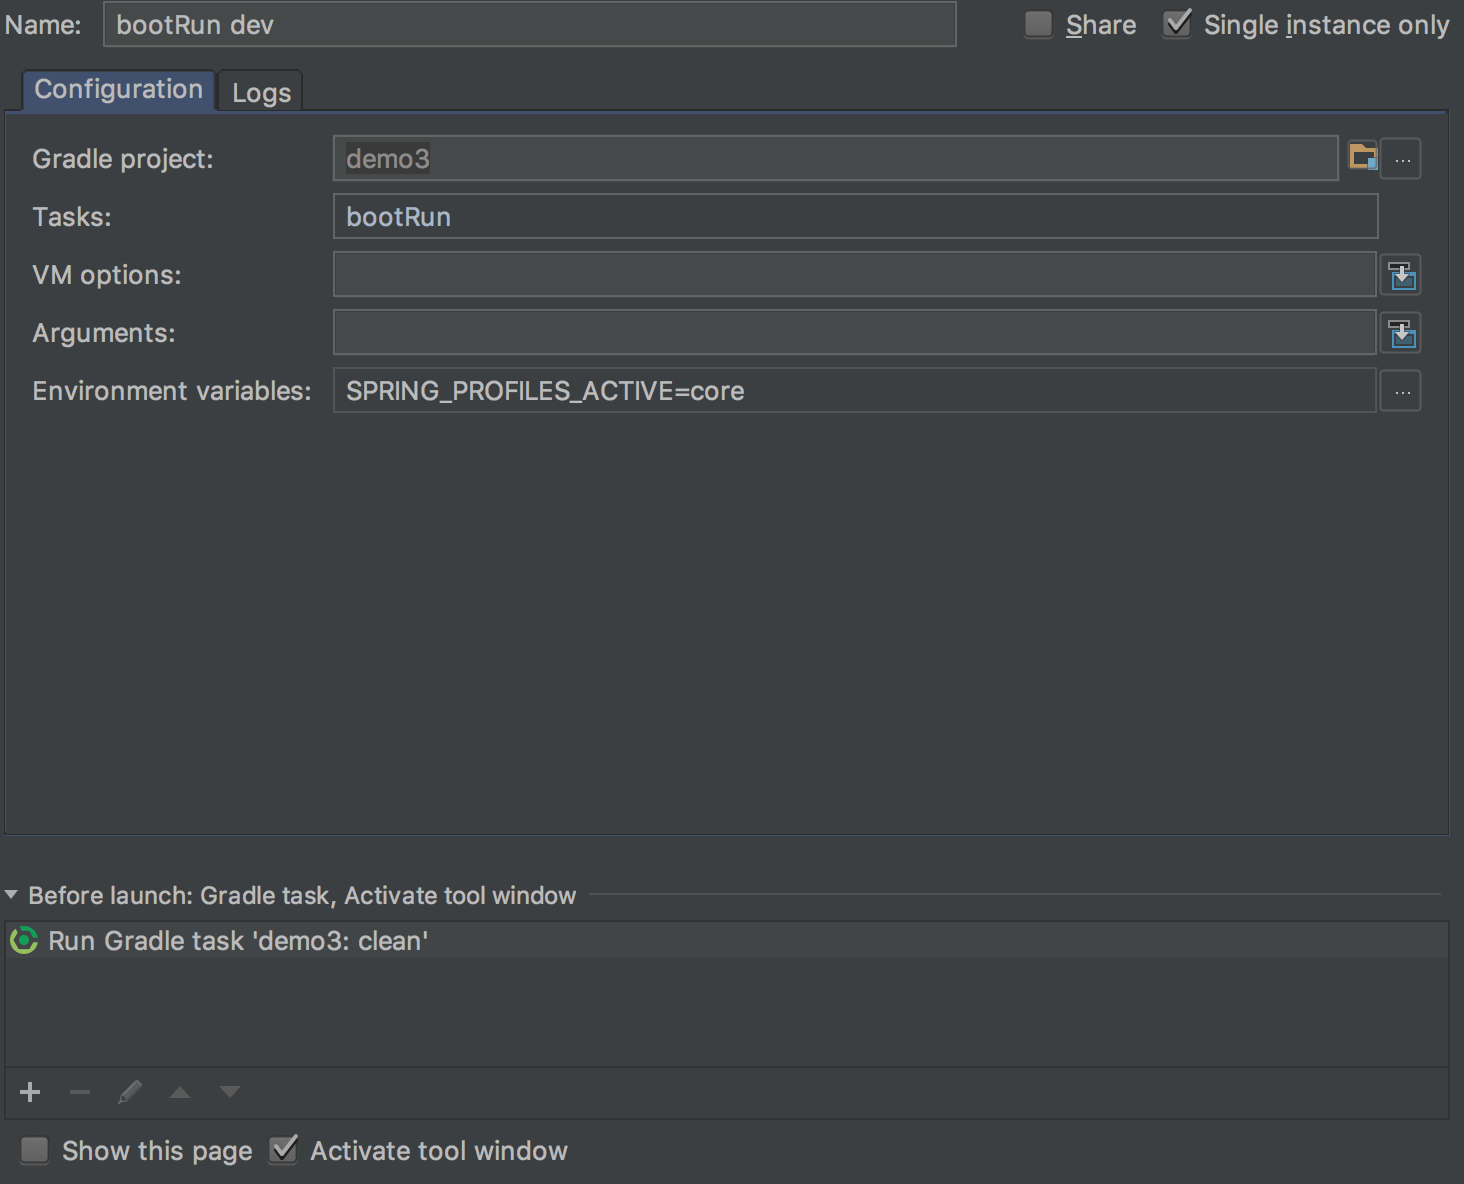 Name: bootRun dev Share Single instance only
Configuration Logs
Gradle project: demo3 ...
Tasks: bootRun
VM options:
Arguments:
Environment variables: SPRING_PROFILES_ACTIVE=core ...
Before launch: Gradle task, Activate tool window
Run Gradle task 'demo3: clean'
Show this page Activate tool window